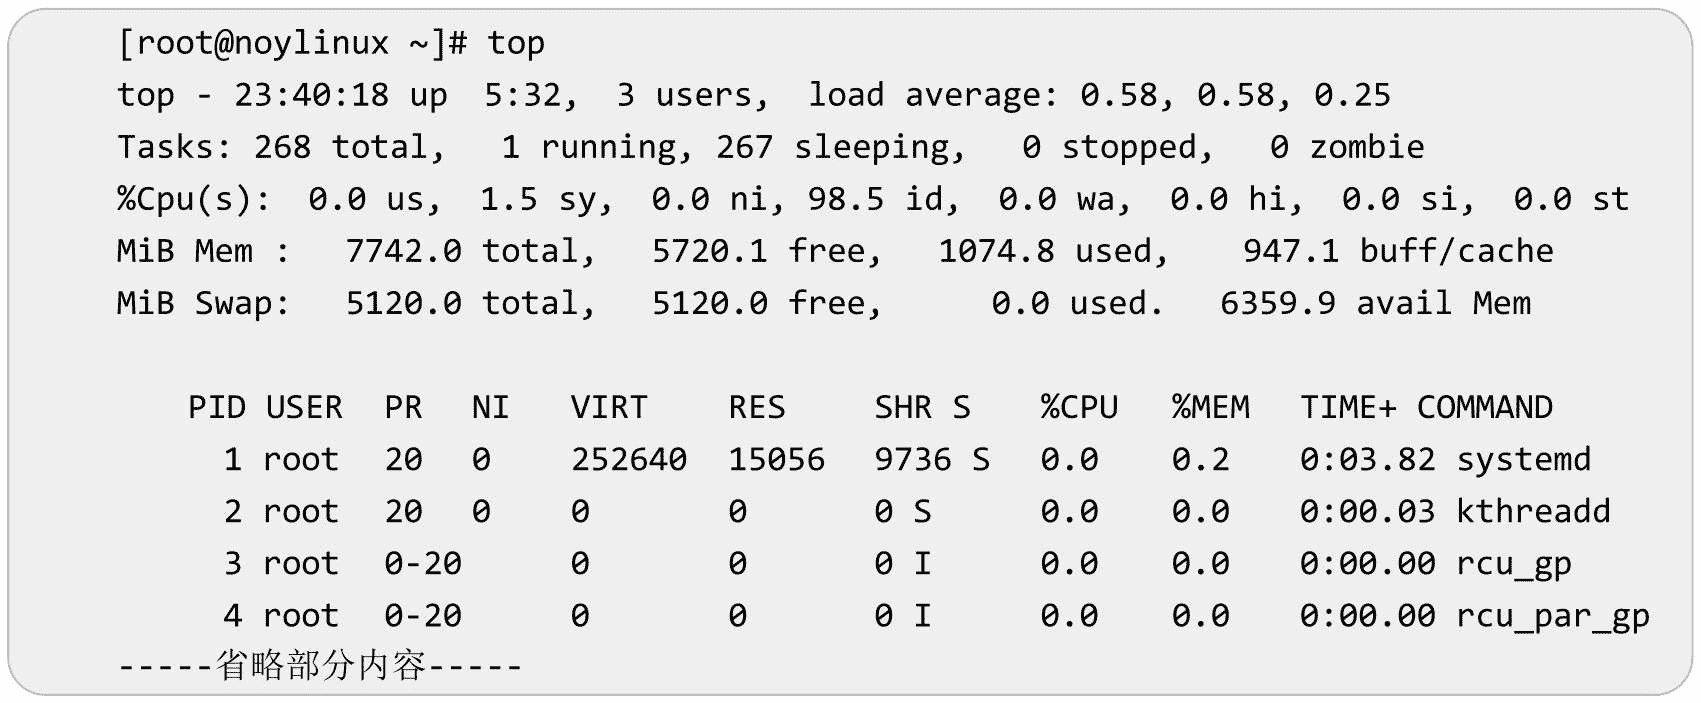 [root@noylinux ~]# top
top - 23:40:18 up  5:32,  3 users,  load average: 0.58, 0.58, 0.25
Tasks: 268 total,   1 running, 267 sleeping,   0 stopped,   0 zombie
%Cpu(s):  0.0 us,  1.5 sy,  0.0 ni, 98.5 id,  0.0 wa,  0.0 hi,  0.0 si,  0.0 st
MiB Mem :   7742.0 total,   5720.1 free,   1074.8 used,    947.1 buff/cache
MiB Swap:   5120.0 total,   5120.0 free,      0.0 used.   6359.9 avail Mem
PID USER  PR  NI   VIRT    RES    SHR S   %CPU  %MEM  TIME+ COMMAND
1 root  20  0    252640  15056  9736 S  0.0   0.2   0:03.82 systemd
2 root  20  0    0       0      0 S     0.0   0.0   0:00.03 kthreadd
3 root  0-20     0       0      0 I     0.0   0.0   0:00.00 rcu_gp
4 root  0-20     0       0      0 I     0.0   0.0   0:00.00 rcu_par_gp
-----省略部分内容-----